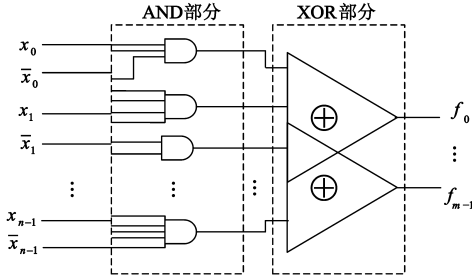 AND部分 XOR部分
x₀
x̄₀
x₁
x̄₁
⋮ ⋮ ⋮
xₙ₋₁
x̄ₙ₋₁
⊕
⊕
f₀
⋮
fₘ₋₁